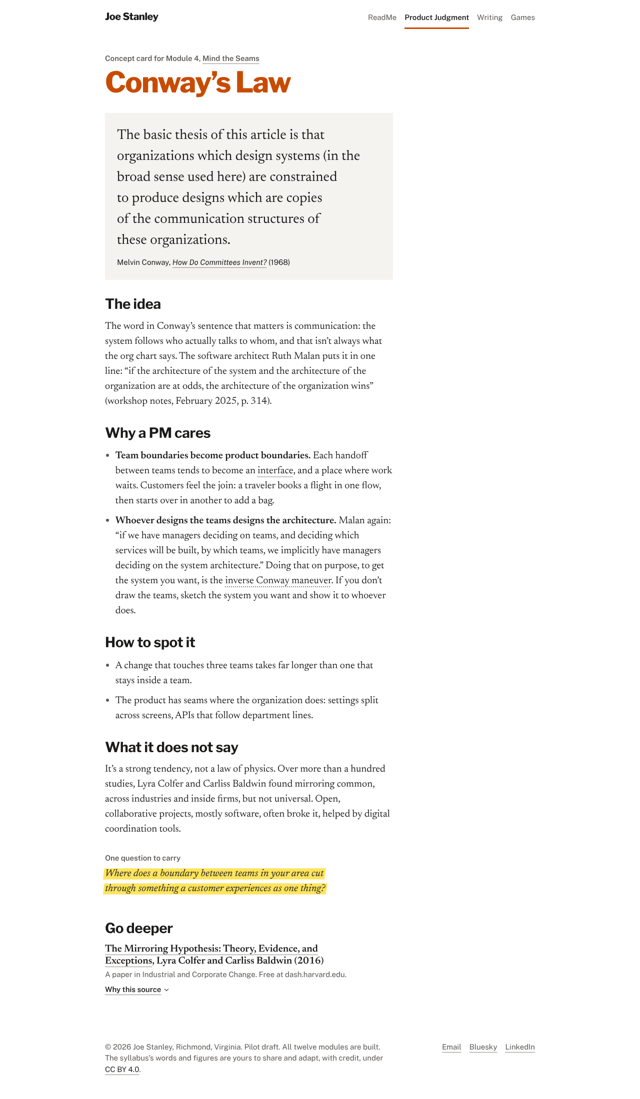 Joe Stanley
ReadMe Product Judgment Writing Games
Concept card for Module 4, Mind the Seams
Conway’s Law
The basic thesis of this article is that
organizations which design systems (in the
broad sense used here) are constrained
to produce designs which are copies
of the communication structures of
these organizations.
Melvin Conway, How Do Committees Invent? (1968)
The idea
The word in Conway’s sentence that matters is communication: the
system follows who actually talks to whom, and that isn’t always what
the org chart says. The software architect Ruth Malan puts it in one
line: “if the architecture of the system and the architecture of the
organization are at odds, the architecture of the organization wins”
(workshop notes, February 2025, p. 314).
Why a PM cares
• Team boundaries become product boundaries. Each handoff
between teams tends to become an interface, and a place where work
waits. Customers feel the join: a traveler books a flight in one flow,
then starts over in another to add a bag.
• Whoever designs the teams designs the architecture. Malan again:
“if we have managers deciding on teams, and deciding which
services will be built, by which teams, we implicitly have managers
deciding on the system architecture.” Doing that on purpose, to get
the system you want, is the inverse Conway maneuver. If you don’t
draw the teams, sketch the system you want and show it to whoever
does.
How to spot it
• A change that touches three teams takes far longer than one that
stays inside a team.
• The product has seams where the organization does: settings split
across screens, APIs that follow department lines.
What it does not say
It’s a strong tendency, not a law of physics. Over more than a hundred
studies, Lyra Colfer and Carliss Baldwin found mirroring common,
across industries and inside firms, but not universal. Open,
collaborative projects, mostly software, often broke it, helped by digital
coordination tools.
One question to carry
Where does a boundary between teams in your area cut
through something a customer experiences as one thing?
Go deeper
The Mirroring Hypothesis: Theory, Evidence, and
Exceptions, Lyra Colfer and Carliss Baldwin (2016)
A paper in Industrial and Corporate Change. Free at dash.harvard.edu.
Why this source
© 2026 Joe Stanley, Richmond, Virginia. Pilot draft. All twelve modules are built.
The syllabus’s words and figures are yours to share and adapt, with credit, under
CC BY 4.0.
Email Bluesky LinkedIn